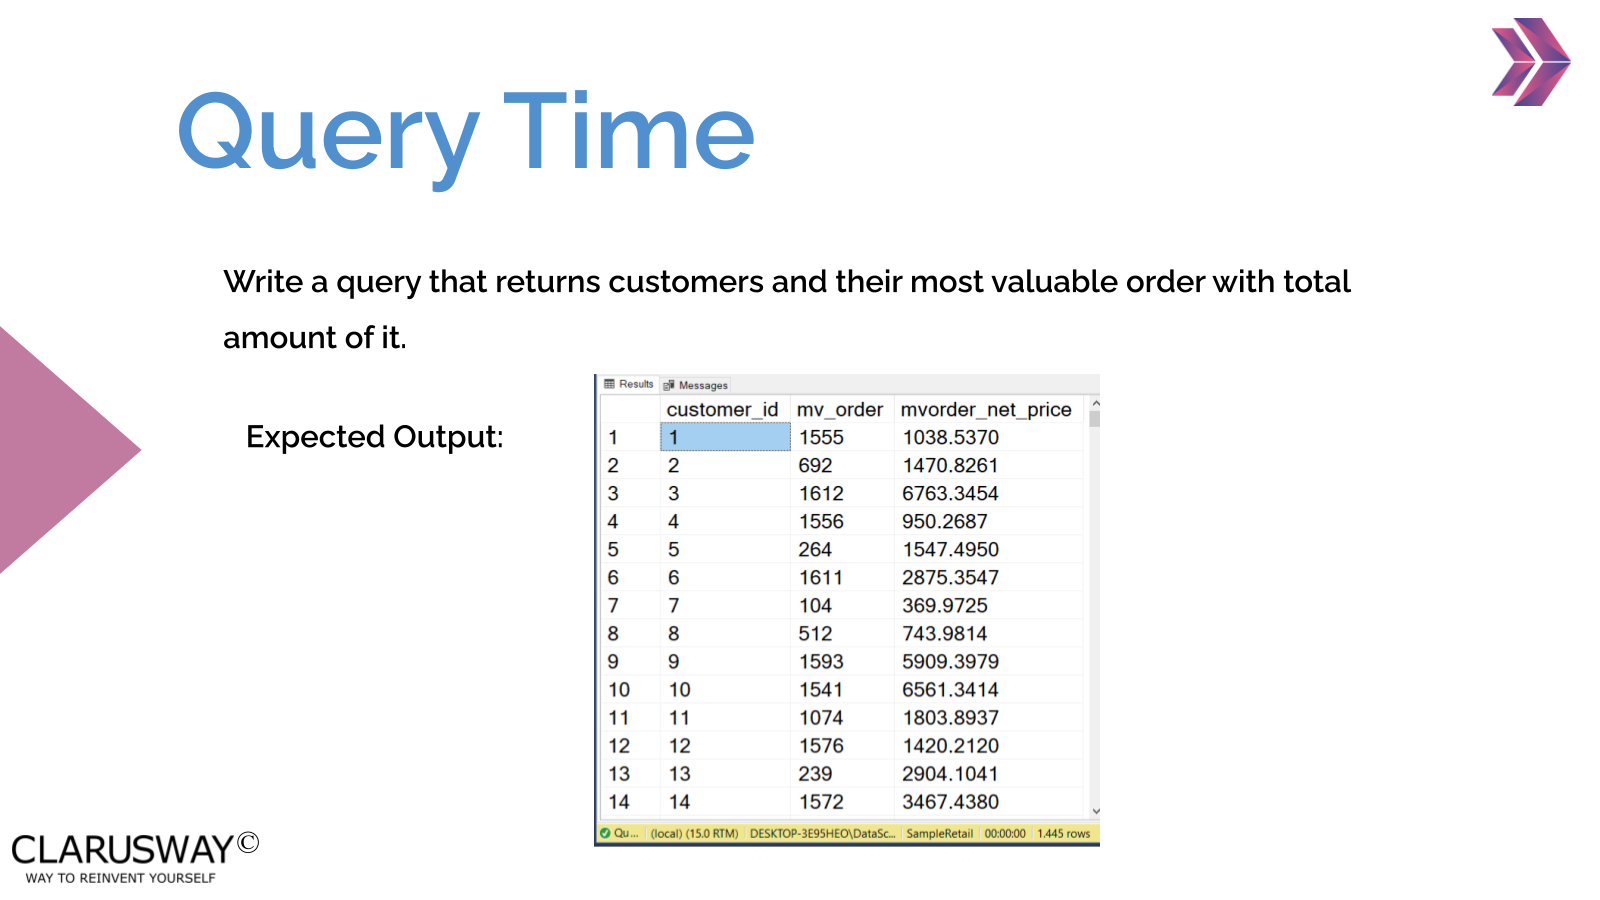 Query Time
Write a query that returns customers and their most valuable order with total
amount of it.
Expected Output:
Results Messages
customer_id mv_order mvorder_net_price
1 1 1555 1038.5370
2 2 692 1470.8261
3 3 1612 6763.3454
4 4 1556 950.2687
5 5 264 1547.4950
6 6 1611 2875.3547
7 7 104 369.9725
8 8 512 743.9814
9 9 1593 5909.3979
10 10 1541 6561.3414
11 11 1074 1803.8937
12 12 1576 1420.2120
13 13 239 2904.1041
14 14 1572 3467.4380
Qu... (local) (15.0 RTM) DESKTOP-3E95HEO\DataSc... SampleRetail 00:00:00 1.445 rows
CLARUSWAY©
WAY TO REINVENT YOURSELF